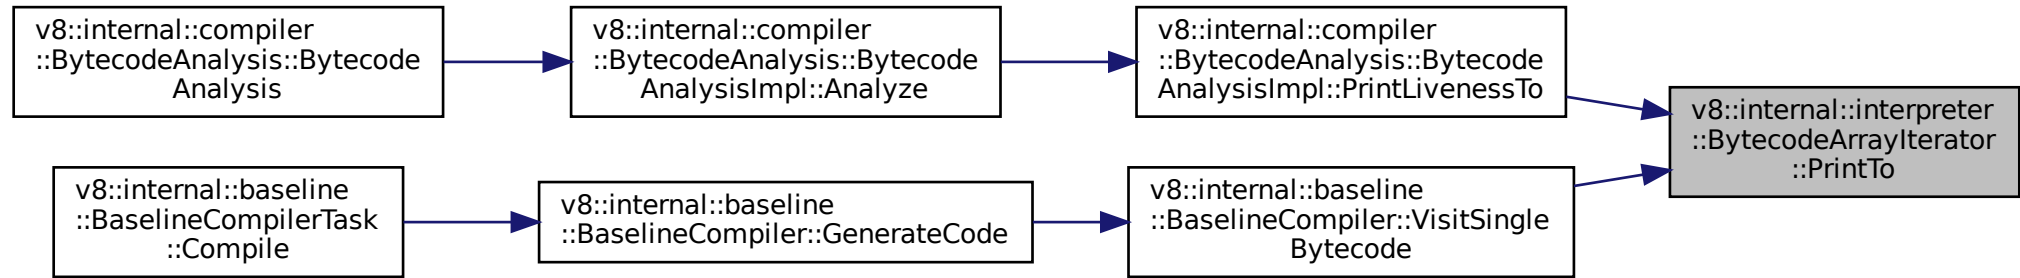 v8::internal::compiler
::BytecodeAnalysis::Bytecode
Analysis
v8::internal::compiler
::BytecodeAnalysis::Bytecode
AnalysisImpl::Analyze
v8::internal::compiler
::BytecodeAnalysis::Bytecode
AnalysisImpl::PrintLivenessTo
v8::internal::interpreter
::BytecodeArrayIterator
::PrintTo
v8::internal::baseline
::BaselineCompilerTask
::Compile
v8::internal::baseline
::BaselineCompiler::GenerateCode
v8::internal::baseline
::BaselineCompiler::VisitSingle
Bytecode